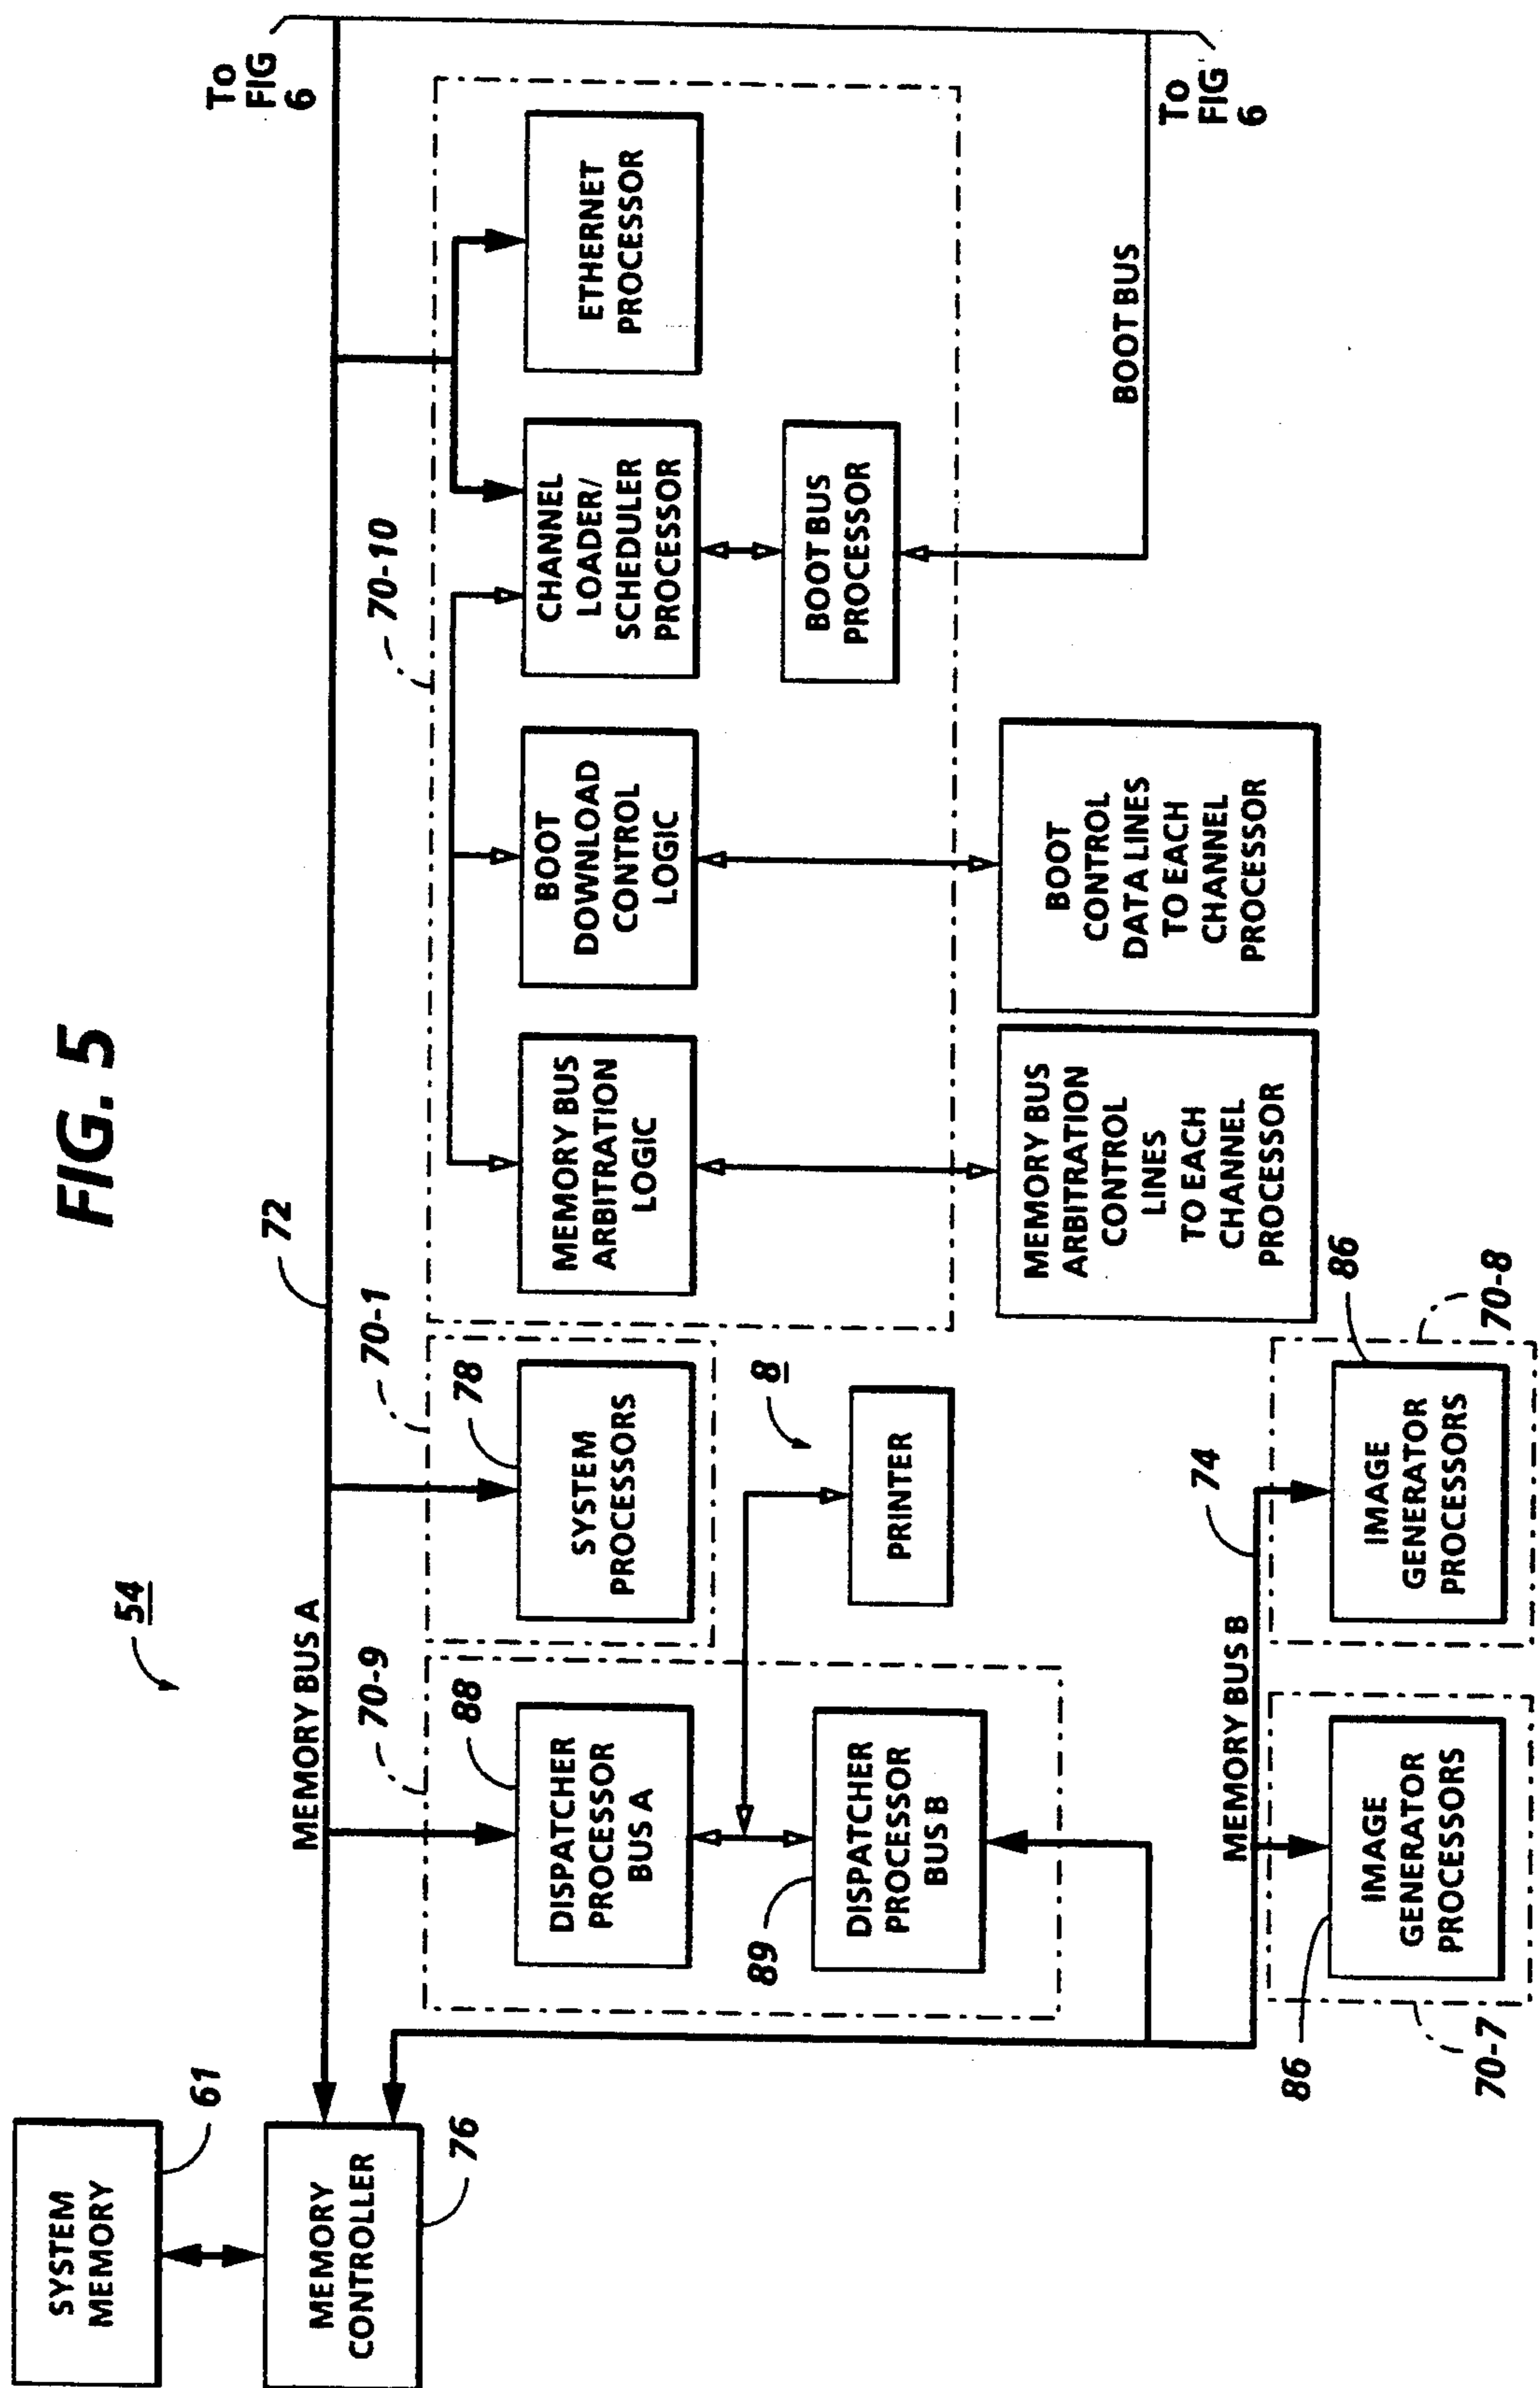 FIG. 5
54
SYSTEM
MEMORY
61
MEMORY
CONTROLLER
76
MEMORY BUS A
72
To
FIG
6
70-9
88
DISPATCHER
PROCESSOR
BUS A
89
DISPATCHER
PROCESSOR
BUS B
70-1
78
SYSTEM
PROCESSORS
8
PRINTER
70-10
MEMORY BUS
ARBITRATION
LOGIC
BOOT
DOWNLOAD
CONTROL
LOGIC
CHANNEL
LOADER/
SCHEDULER
PROCESSOR
ETHERNET
PROCESSOR
BOOT BUS
PROCESSOR
MEMORY BUS
ARBITRATION
CONTROL
LINES
TO EACH
CHANNEL
PROCESSOR
BOOT
CONTROL
DATA LINES
TO EACH
CHANNEL
PROCESSOR
BOOT BUS
To
FIG
6
MEMORY BUS B
74
86
IMAGE
GENERATOR
PROCESSORS
70-7
86
IMAGE
GENERATOR
PROCESSORS
70-8